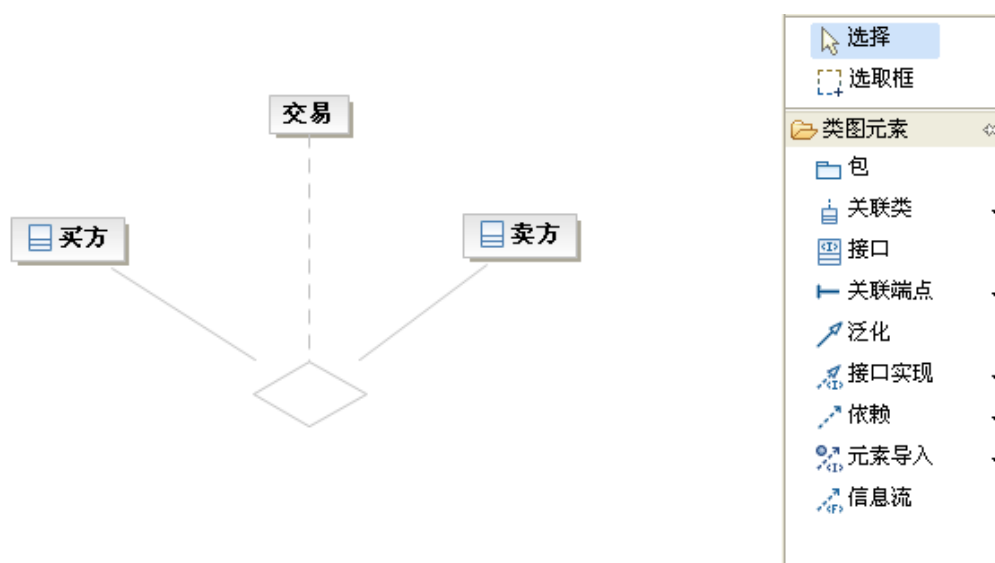 交易
买方
卖方
选择
选取框
类图元素
包
关联类
接口
关联端点
泛化
接口实现
依赖
元素导入
信息流